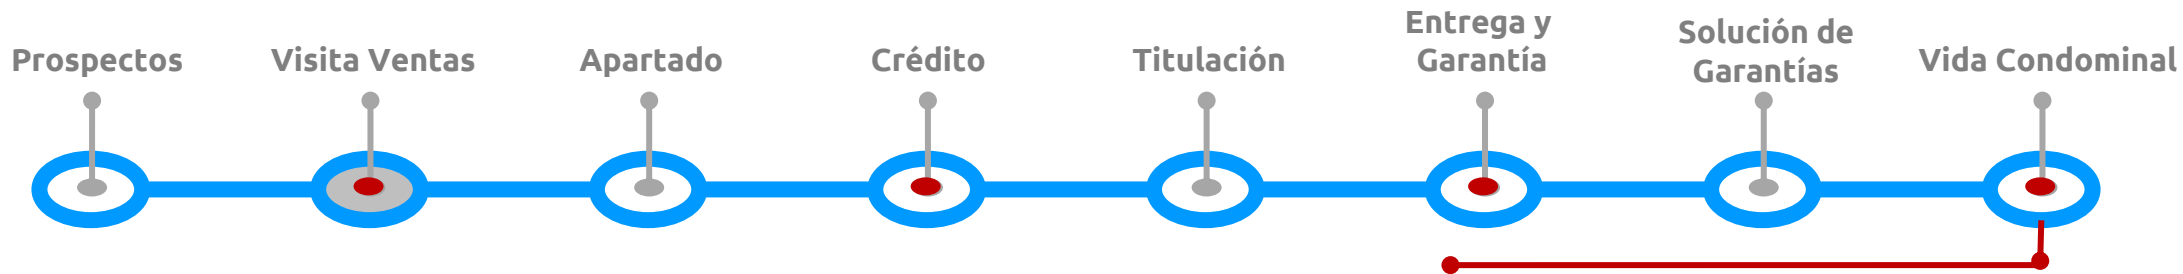 Prospectos
Visita Ventas
Apartado
Crédito
Titulación
Entrega y
Garantía
Solución de
Garantías
Vida Condominal